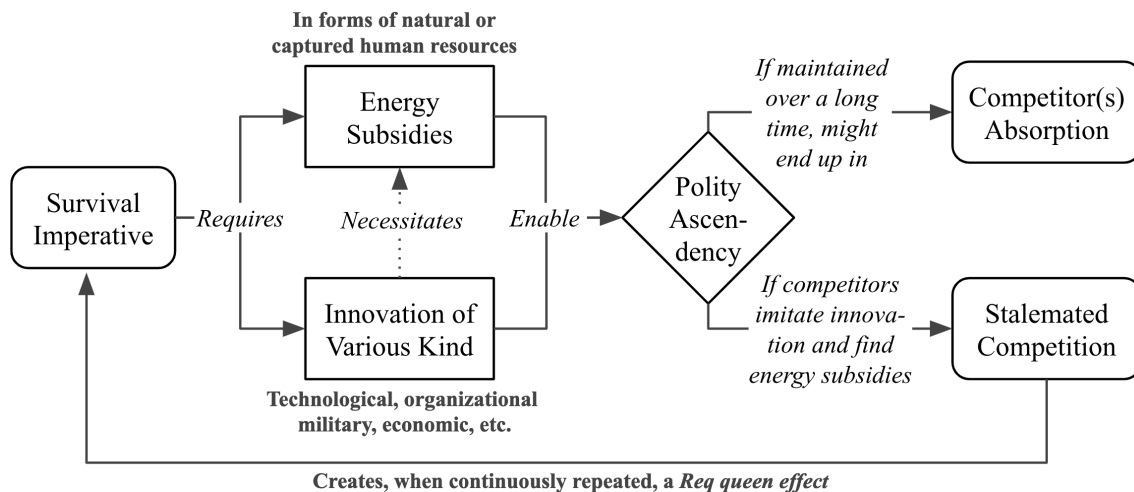 In forms of natural or
captured human resources
Energy
Subsidies
Survival
Imperative
Requires
Necessitates
Enable
Innovation of
Various Kind
Technological, organizational
military, economic, etc.
Polity
Ascen-
dency
If maintained
over a long
time, might
end up in
Competitor(s)
Absorption
If competitors
imitate innova-
tion and find
energy subsidies
Stalemated
Competition
Creates, when continuously repeated, a Req queen effect